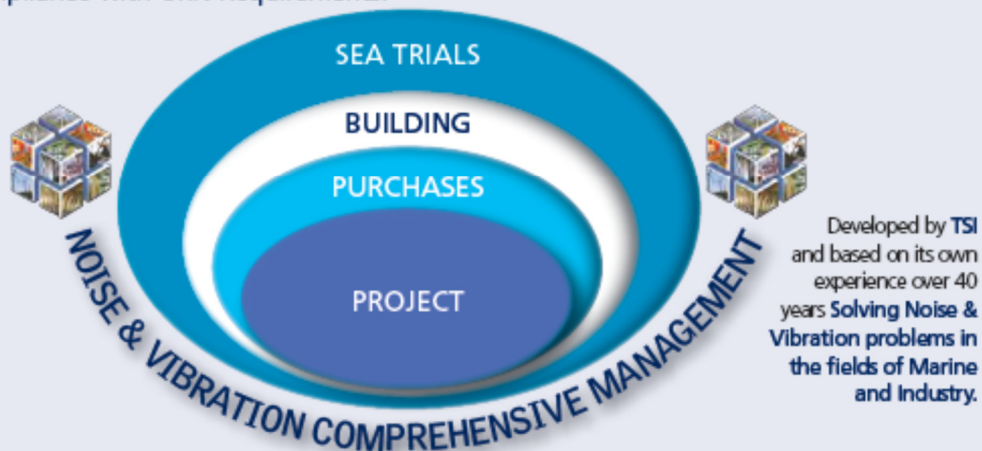 SEA TRIALS
BUILDING
PURCHASES
PROJECT
NOISE & VIBRATION COMPREHENSIVE MANAGEMENT
Developed by TSI
and based on its own
experience over 40
years Solving Noise &
Vibration problems in
the fields of Marine
and Industry.